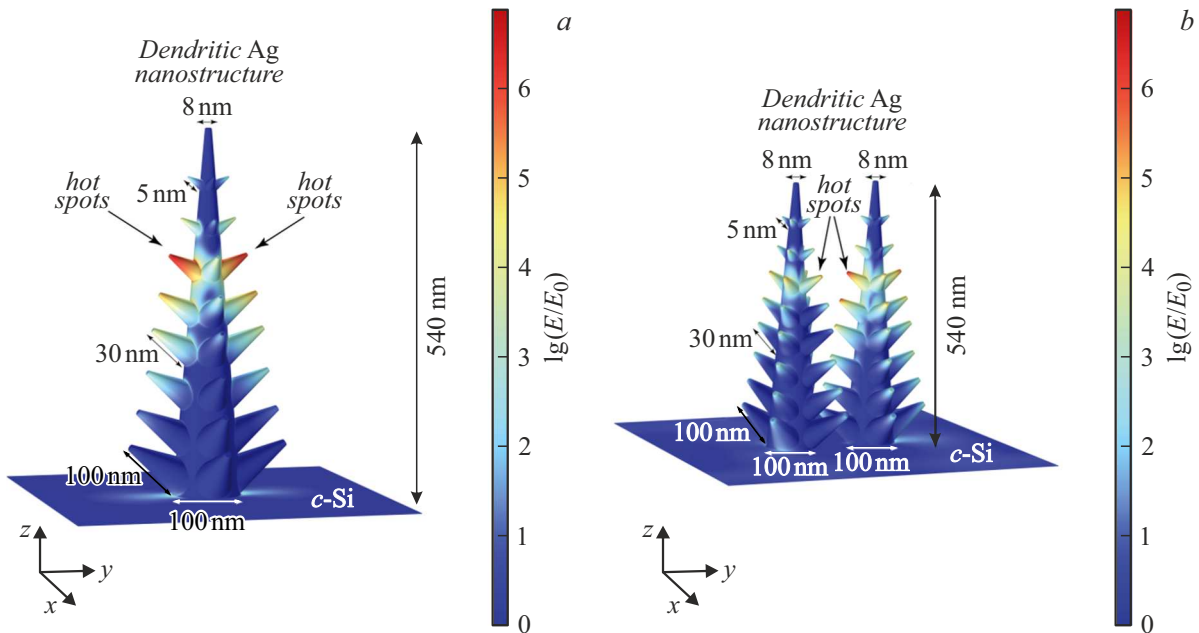 a
Dendritic Ag
nanostructure
8 nm
hot
spots
5 nm
hot
spots
30 nm
540 nm
100 nm
100 nm
c-Si
z
y
x
6
5
4
3
2
1
0
lg(E/E0)
b
Dendritic Ag
nanostructure
8 nm
8 nm
hot
spots
5 nm
30 nm
540 nm
100 nm
100 nm
100 nm
c-Si
z
y
x
6
5
4
3
2
1
0
lg(E/E0)